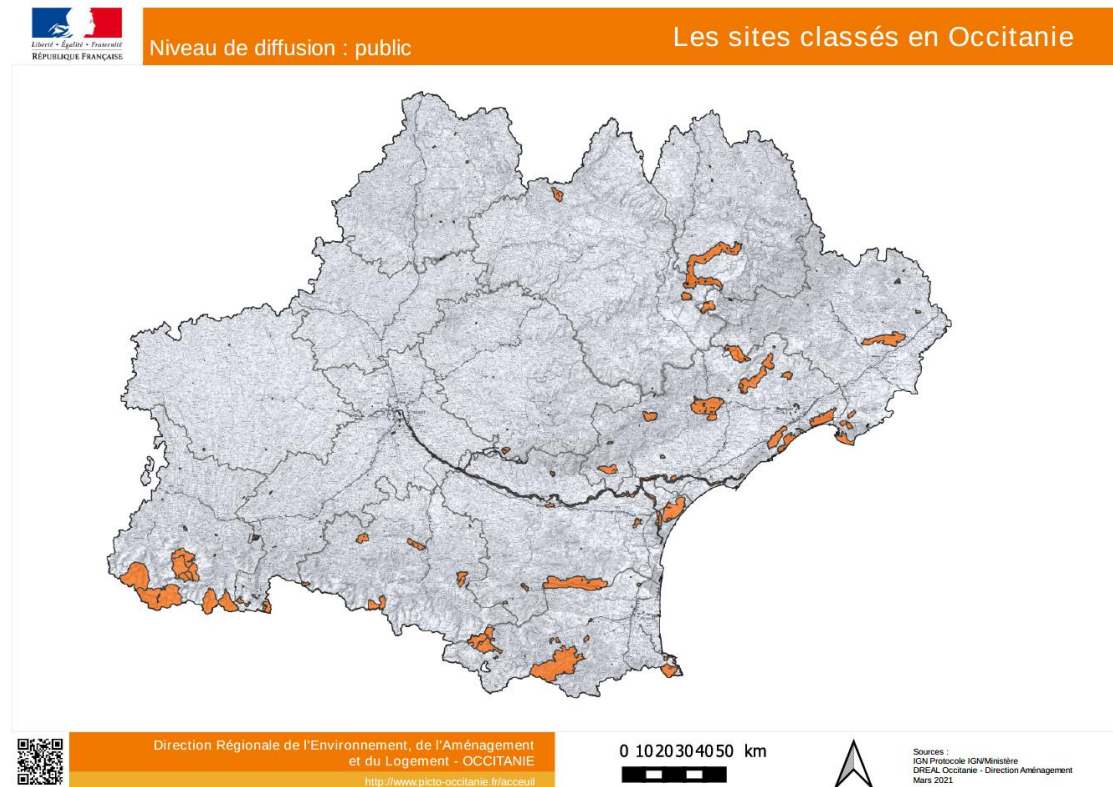 Liberté • Égalité • Fraternité
RÉPUBLIQUE FRANÇAISE
Niveau de diffusion : public
Les sites classés en Occitanie
Direction Régionale de l'Environnement, de l'Aménagement
et du Logement - OCCITANIE
http://www.picto-occitanie.fr/acceuil
0 10 20 30 40 50 km
Sources :
IGN Protocole IGN/Ministère
DREAL Occitanie - Direction Aménagement
Mars 2021